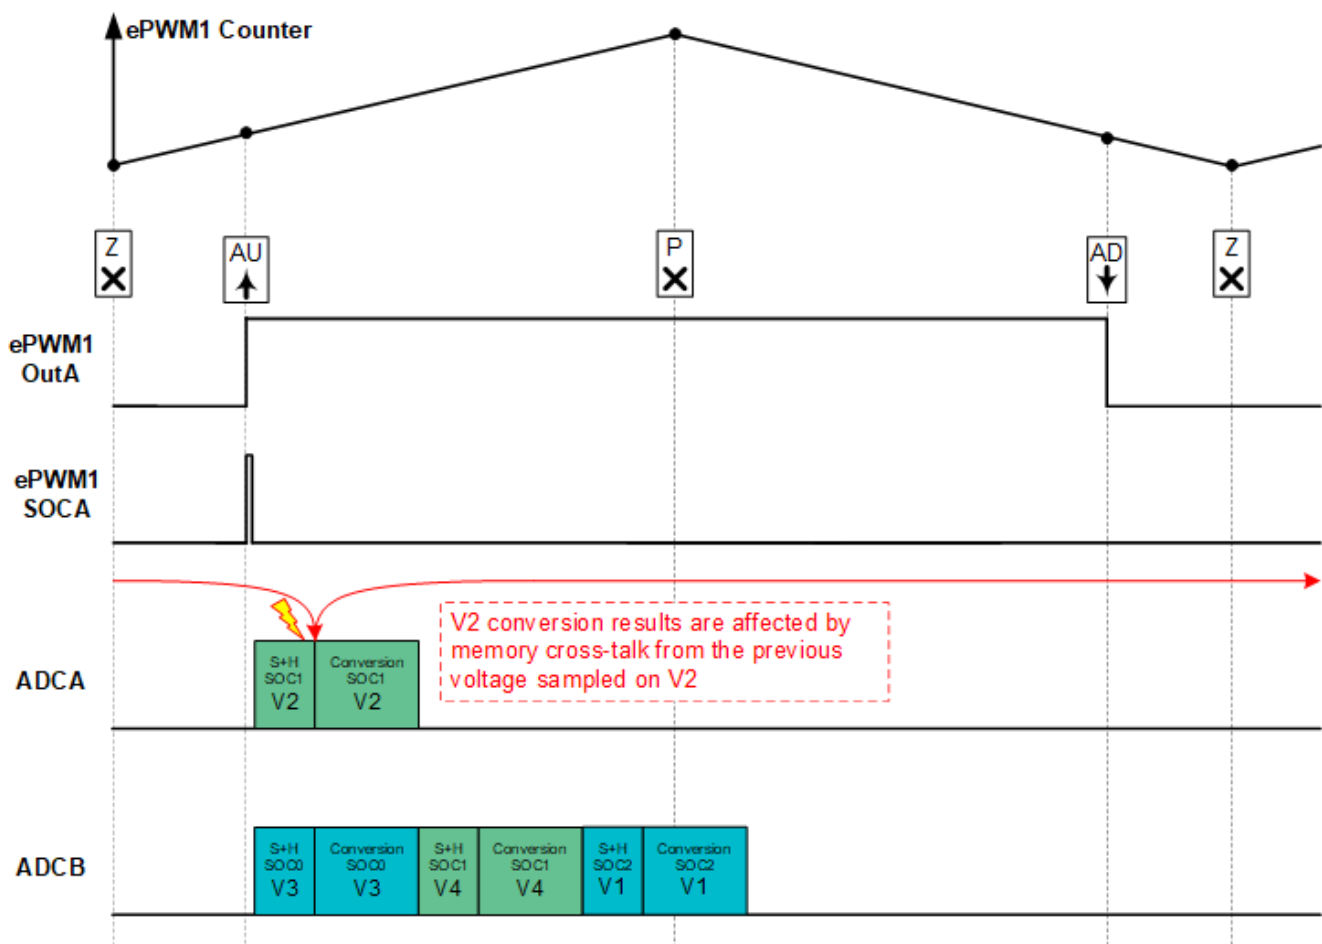 ePWM1 Counter
Z
AU
P
AD
Z
ePWM1
OutA
ePWM1
SOCA
V2 conversion results are affected by
memory cross-talk from the previous
voltage sampled on V2
ADCA
S+H
SOC1
V2
Conversion
SOC1
V2
ADCB
S+H
SOC0
V3
Conversion
SOC0
V3
S+H
SOC1
V4
Conversion
SOC1
V4
S+H
SOC2
V1
Conversion
SOC2
V1